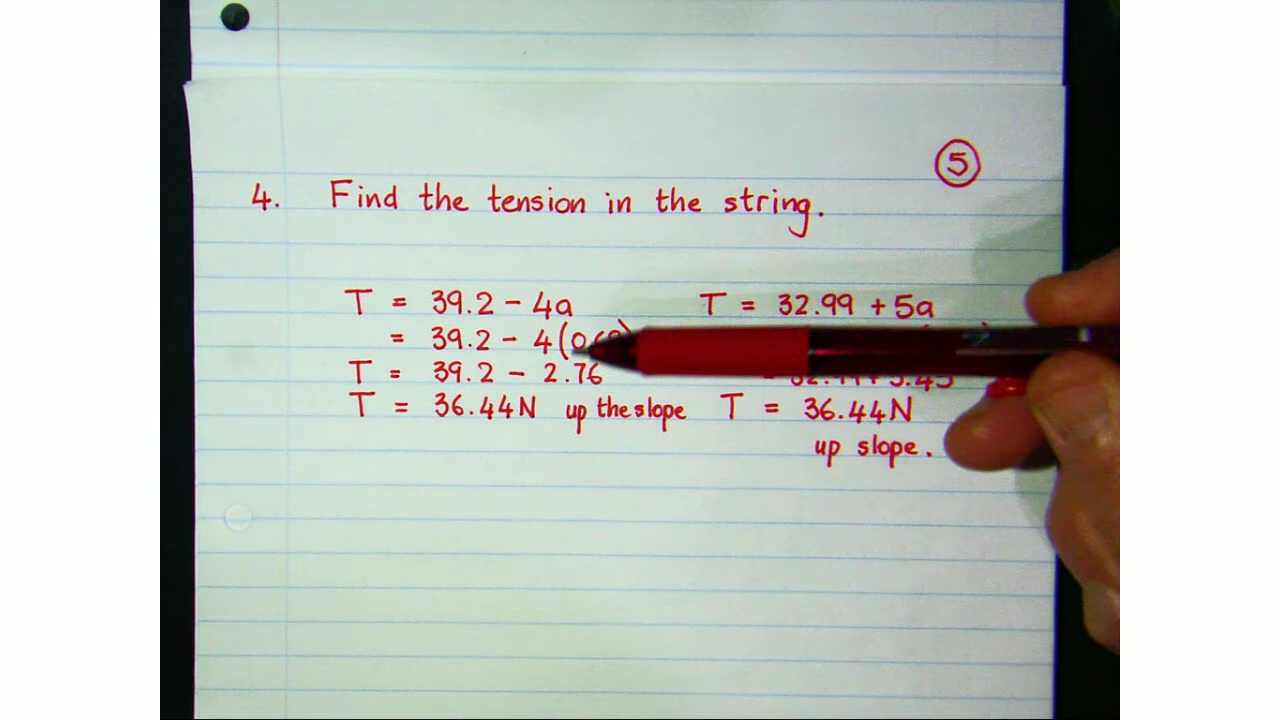 5
4. Find the tension in the string.
T = 39.2 - 4a
= 39.2 - 4(
T = 39.2 - 2.76
T = 36.44N up the slope
T = 32.99 + 5a
T = 36.44N
up slope.